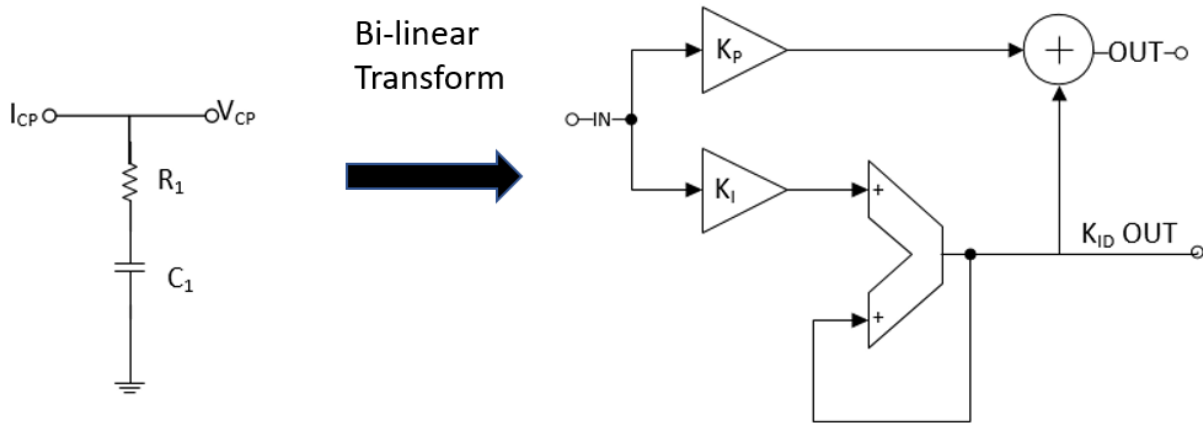 Bi-linear
Transform
I_CP V_CP
R_1
C_1
IN
K_P
K_I
+
+
+
OUT
K_ID OUT